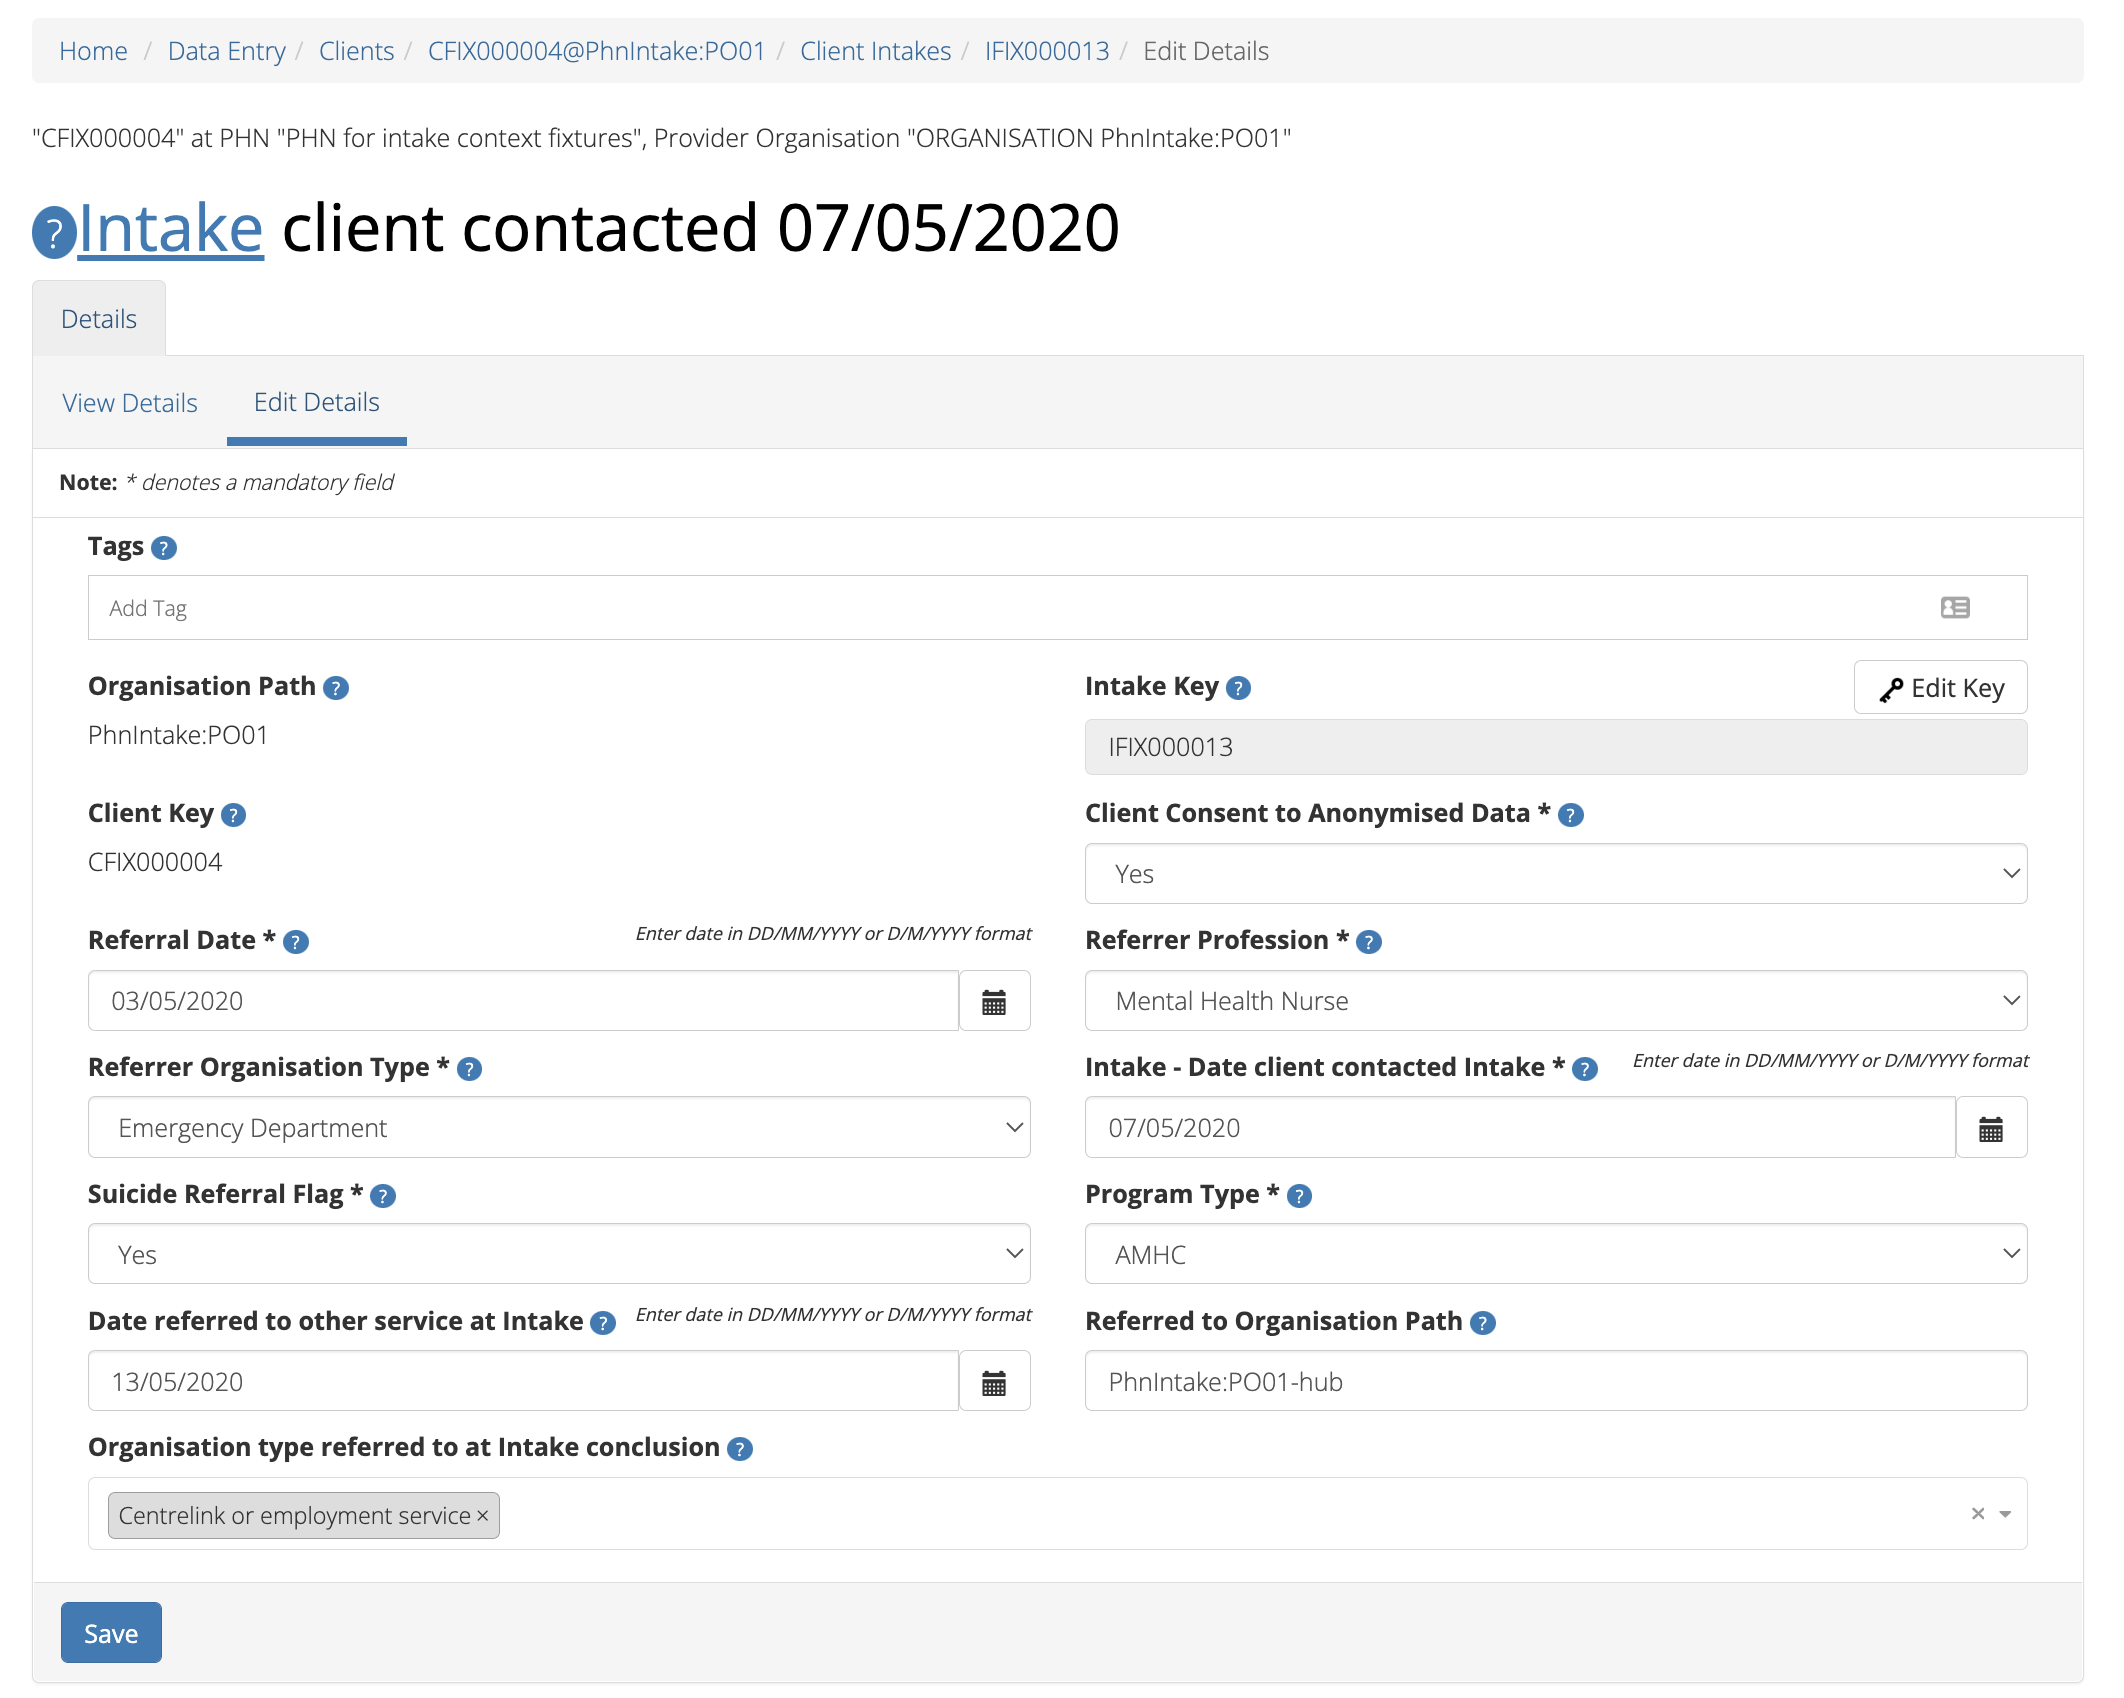 Home / Data Entry / Clients / CFIX000004@PhnIntake:PO01 / Client Intakes / IFIX000013 / Edit Details
"CFIX000004" at PHN "PHN for intake context fixtures", Provider Organisation "ORGANISATION PhnIntake:PO01"
?Intake client contacted 07/05/2020
Details
View Details Edit Details
Note: * denotes a mandatory field
Tags ?
Add Tag
Organisation Path ?
PhnIntake:PO01
Intake Key ? Edit Key
IFIX000013
Client Key ?
CFIX000004
Client Consent to Anonymised Data * ?
Yes
Referral Date * ? Enter date in DD/MM/YYYY or D/M/YYYY format
03/05/2020
Referrer Profession * ?
Mental Health Nurse
Referrer Organisation Type * ?
Emergency Department
Intake - Date client contacted Intake * ? Enter date in DD/MM/YYYY or D/M/YYYY format
07/05/2020
Suicide Referral Flag * ?
Yes
Program Type * ?
AMHC
Date referred to other service at Intake ? Enter date in DD/MM/YYYY or D/M/YYYY format
13/05/2020
Referred to Organisation Path ?
PhnIntake:PO01-hub
Organisation type referred to at Intake conclusion ?
Centrelink or employment service × ×
Save